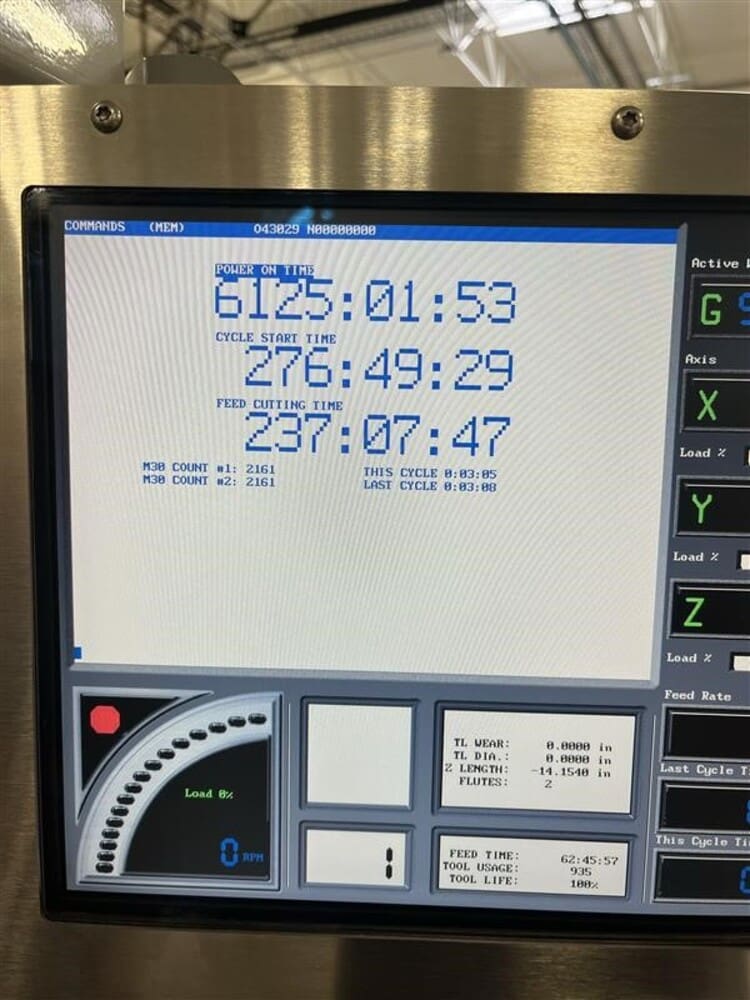 COMMANDS (MEM) O43029 N00000000
POWER ON TIME
6125:01:53
CYCLE START TIME
276:49:29
FEED CUTTING TIME
237:07:47
M30 COUNT #1: 2161 THIS CYCLE 0:03:05
M30 COUNT #2: 2161 LAST CYCLE 0:03:08
Active
G
Axis
X
Load %
Y
Load %
Z
Load %
Feed Rate
Last Cycle
This Cycle
Load 0%
0 RPM
1
TL WEAR: 0.0000 in
TL DIA.: 0.0000 in
Z LENGTH: -14.1540 in
FLUTES: 2
FEED TIME: 62:45:57
TOOL USAGE: 935
TOOL LIFE: 100%